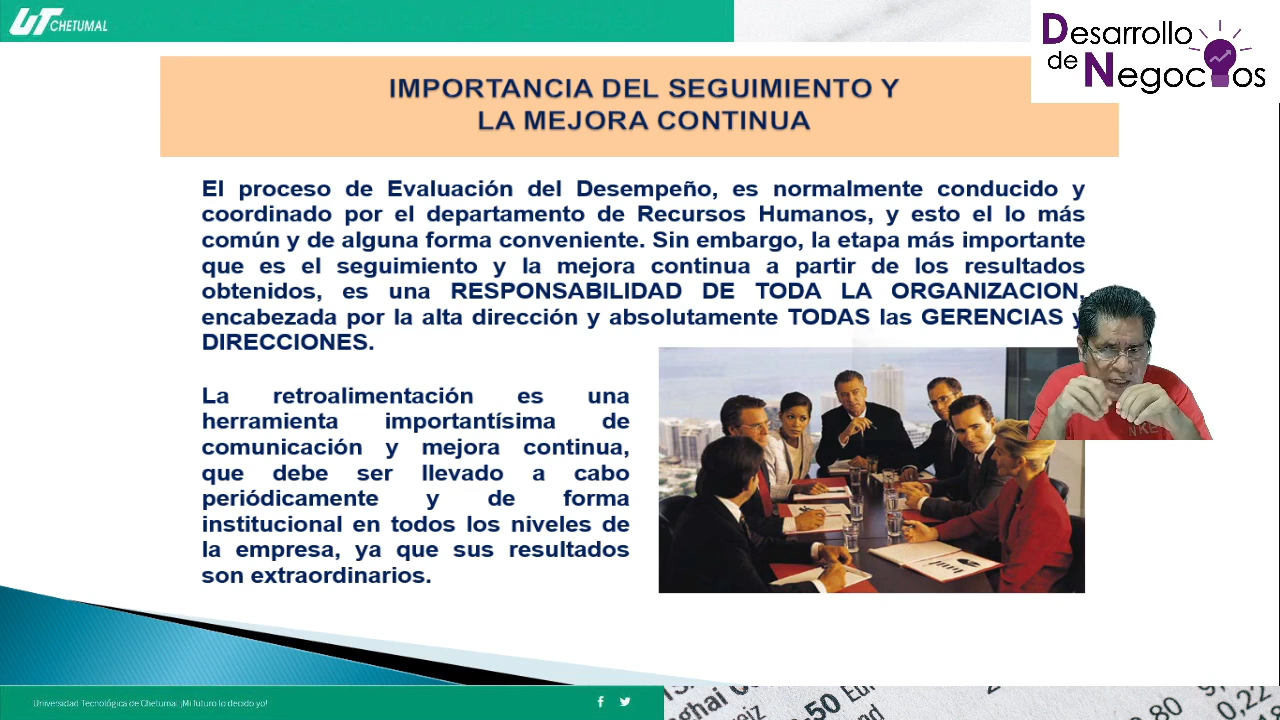 UT CHETUMAL
Desarrollo
de Negocios
IMPORTANCIA DEL SEGUIMIENTO Y
LA MEJORA CONTINUA
El proceso de Evaluación del Desempeño, es normalmente conducido y
coordinado por el departamento de Recursos Humanos, y esto el lo más
común y de alguna forma conveniente. Sin embargo, la etapa más importante
que es el seguimiento y la mejora continua a partir de los resultados
obtenidos, es una RESPONSABILIDAD DE TODA LA ORGANIZACION,
encabezada por la alta dirección y absolutamente TODAS las GERENCIAS y
DIRECCIONES.
La retroalimentación es una
herramienta importantísima de
comunicación y mejora continua,
que debe ser llevado a cabo
periódicamente y de forma
institucional en todos los niveles de
la empresa, ya que sus resultados
son extraordinarios.
Universidad Tecnológica de Chetumal ¡Mi futuro lo decido yo!
0,80
0,22